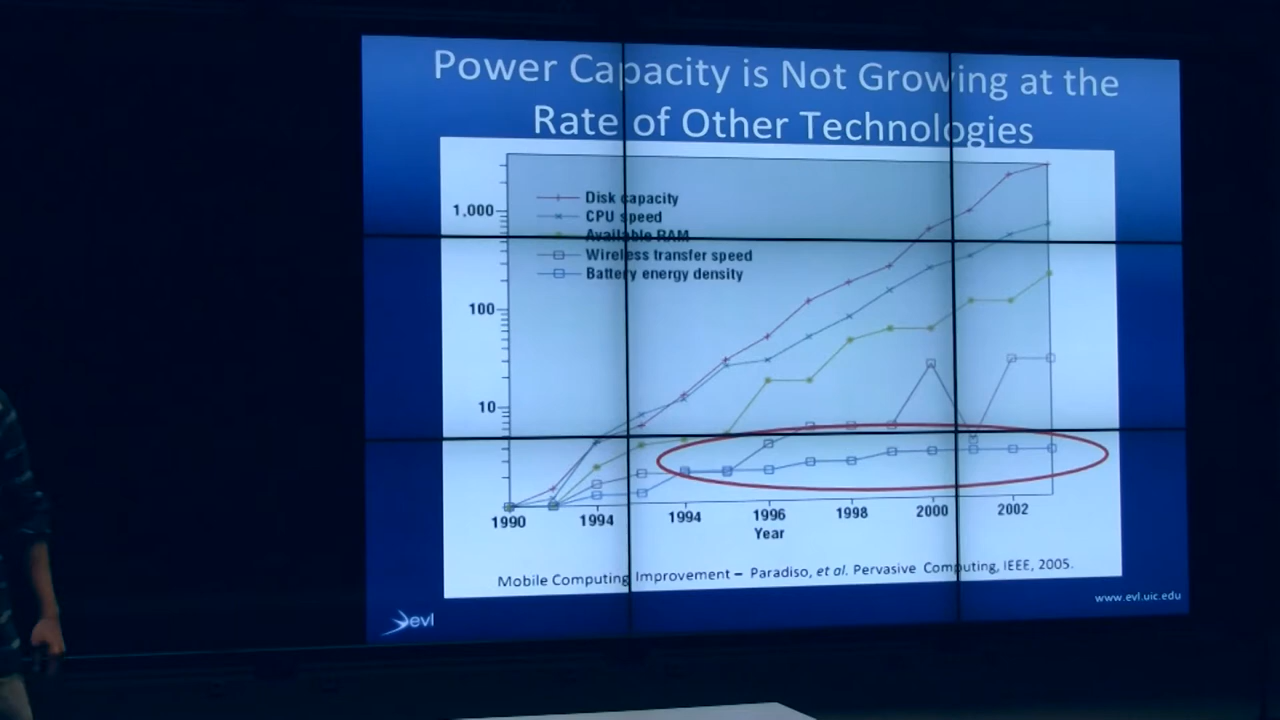 Power Capacity is Not Growing at the
Rate of Other Technologies
Disk capacity
CPU speed
Available RAM
Wireless transfer speed
Battery energy density
1,000
100
10
1990
1994
1994
1996
1998
2000
2002
Year
Mobile Computing Improvement – Paradiso, et al. Pervasive Computing, IEEE, 2005.
evl
www.evl.uic.edu